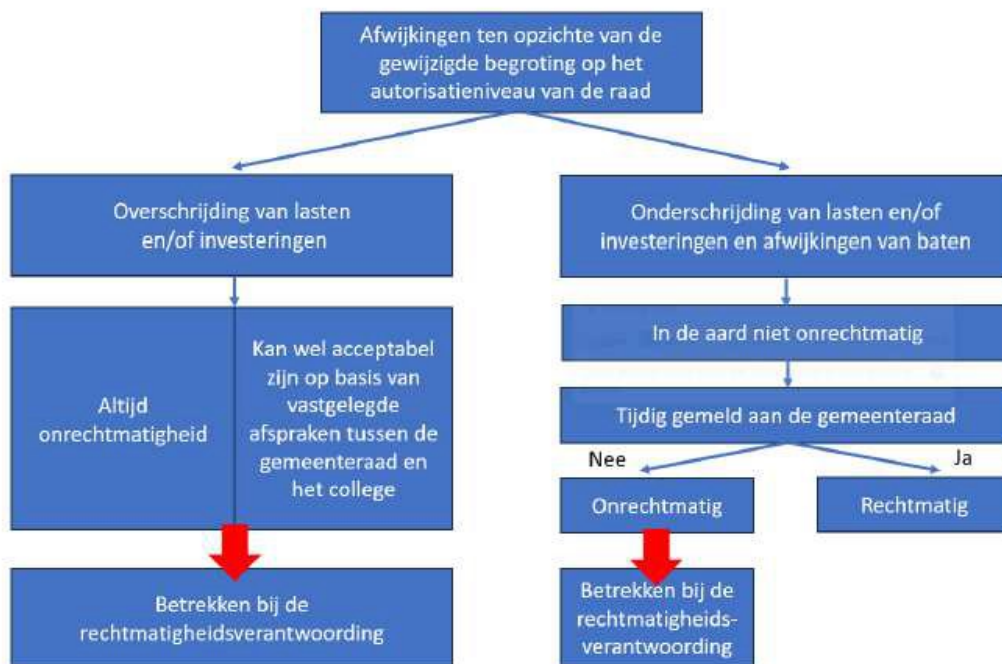 Afwijkingen ten opzichte van de
gewijzigde begroting op het
autorisatieniveau van de raad
Overschrijding van lasten
en/of investeringen
Onderschrijding van lasten en/of
investeringen en afwijkingen van baten
Altijd
onrechtmatigheid
Kan wel acceptabel
zijn op basis van
vastgelegde
afspraken tussen de
gemeenteraad en
het college
In de aard niet onrechtmatig
Tijdig gemeld aan de gemeenteraad
Nee
Ja
Onrechtmatig
Rechtmatig
Betrekken bij de
rechtmatigheidsverantwoording
Betrekken bij de
rechtmatigheids-
verantwoording